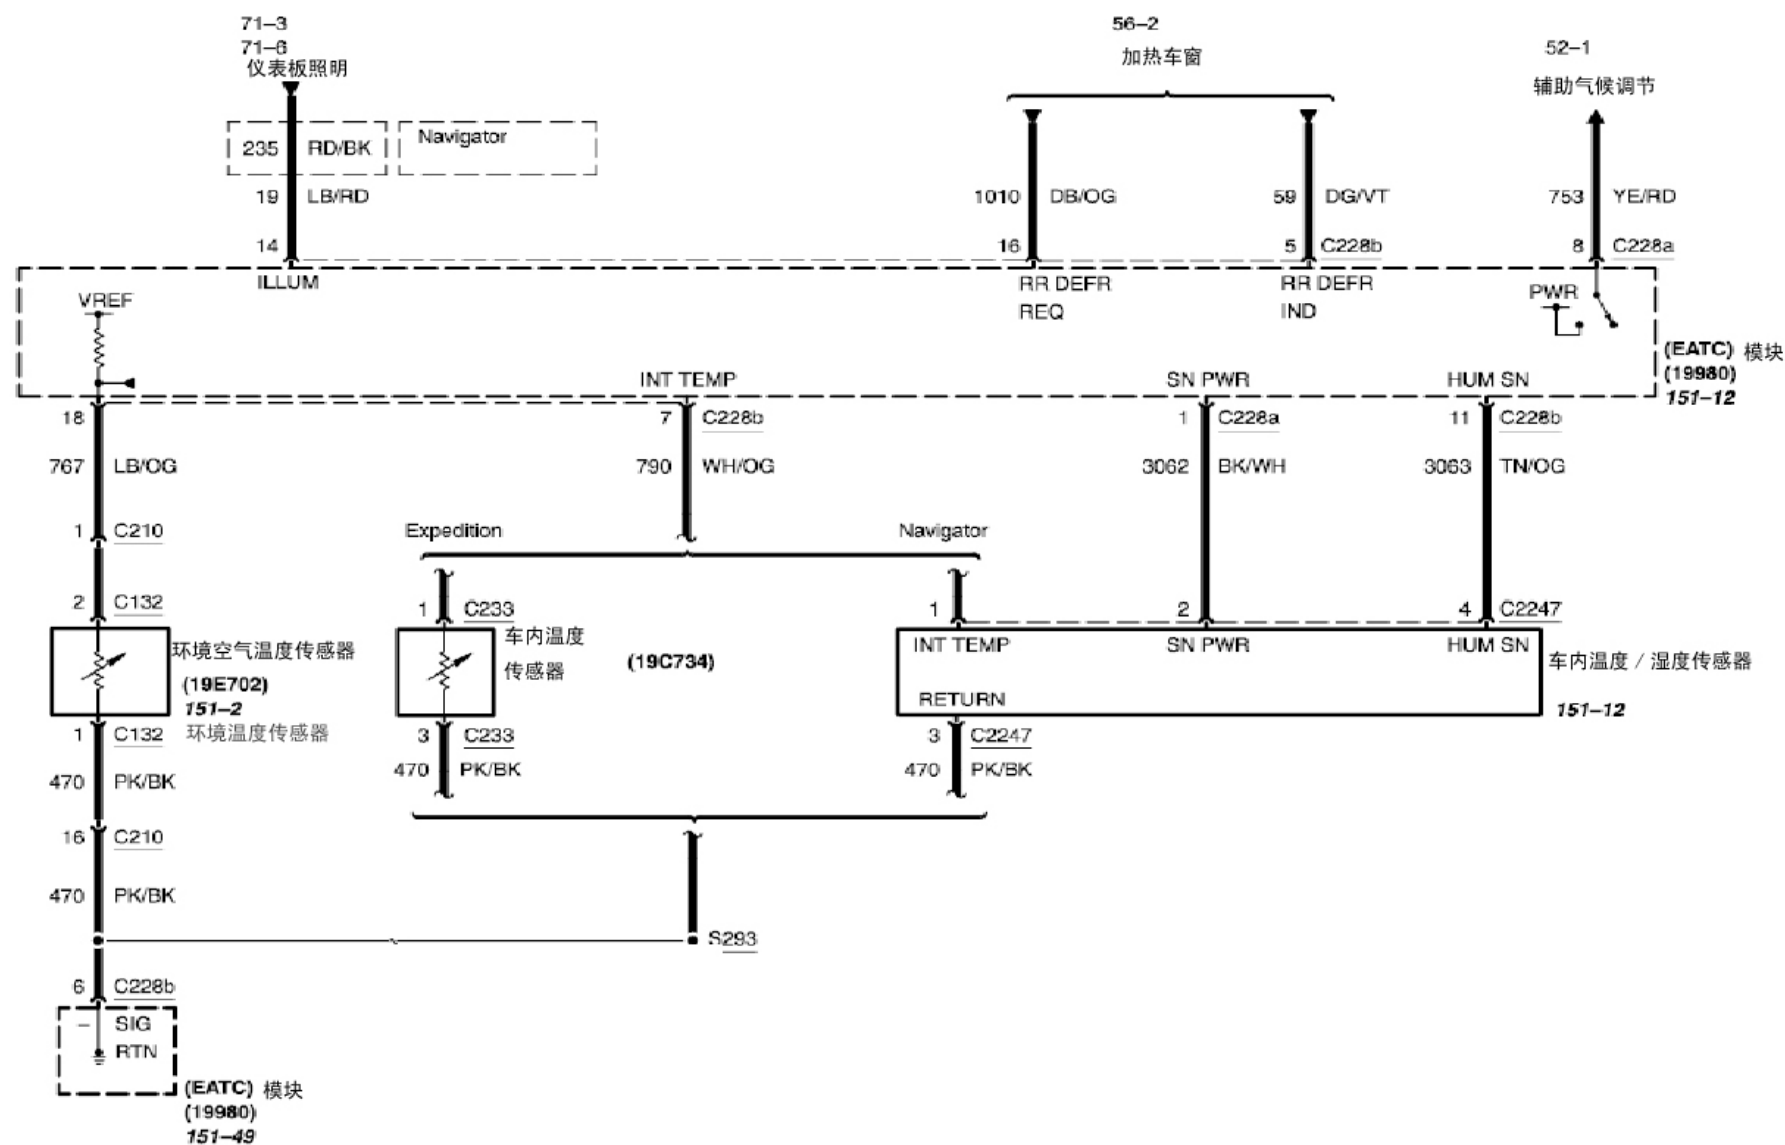 71–3
71–6
仪表板照明
56–2
加热车窗
52–1
辅助气候调节
235 RD/BK
Navigator
19 LB/RD
1010 DB/OG
59 DG/VT
753 YE/RD
14
16
5 C228b
8 C228a
ILLUM
RR DEFR
REQ
RR DEFR
IND
PWR
VREF
(EATC) 模块
(19980)
151–12
INT TEMP
SN PWR
HUM SN
18
7 C228b
1 C228a
11 C228b
767 LB/OG
790 WH/OG
3062 BK/WH
3063 TN/OG
1 C210
Expedition
Navigator
2 C132
1 C233
1
2
4 C2247
环境空气温度传感器
(19E702)
151–2
环境温度传感器
车内温度
传感器
(19C734)
INT TEMP
SN PWR
HUM SN
RETURN
车内温度 / 湿度传感器
151–12
1 C132
3 C233
3 C2247
470 PK/BK
470 PK/BK
470 PK/BK
16 C210
470 PK/BK
S293
6 C228b
– SIG
RTN
(EATC) 模块
(19980)
151–49